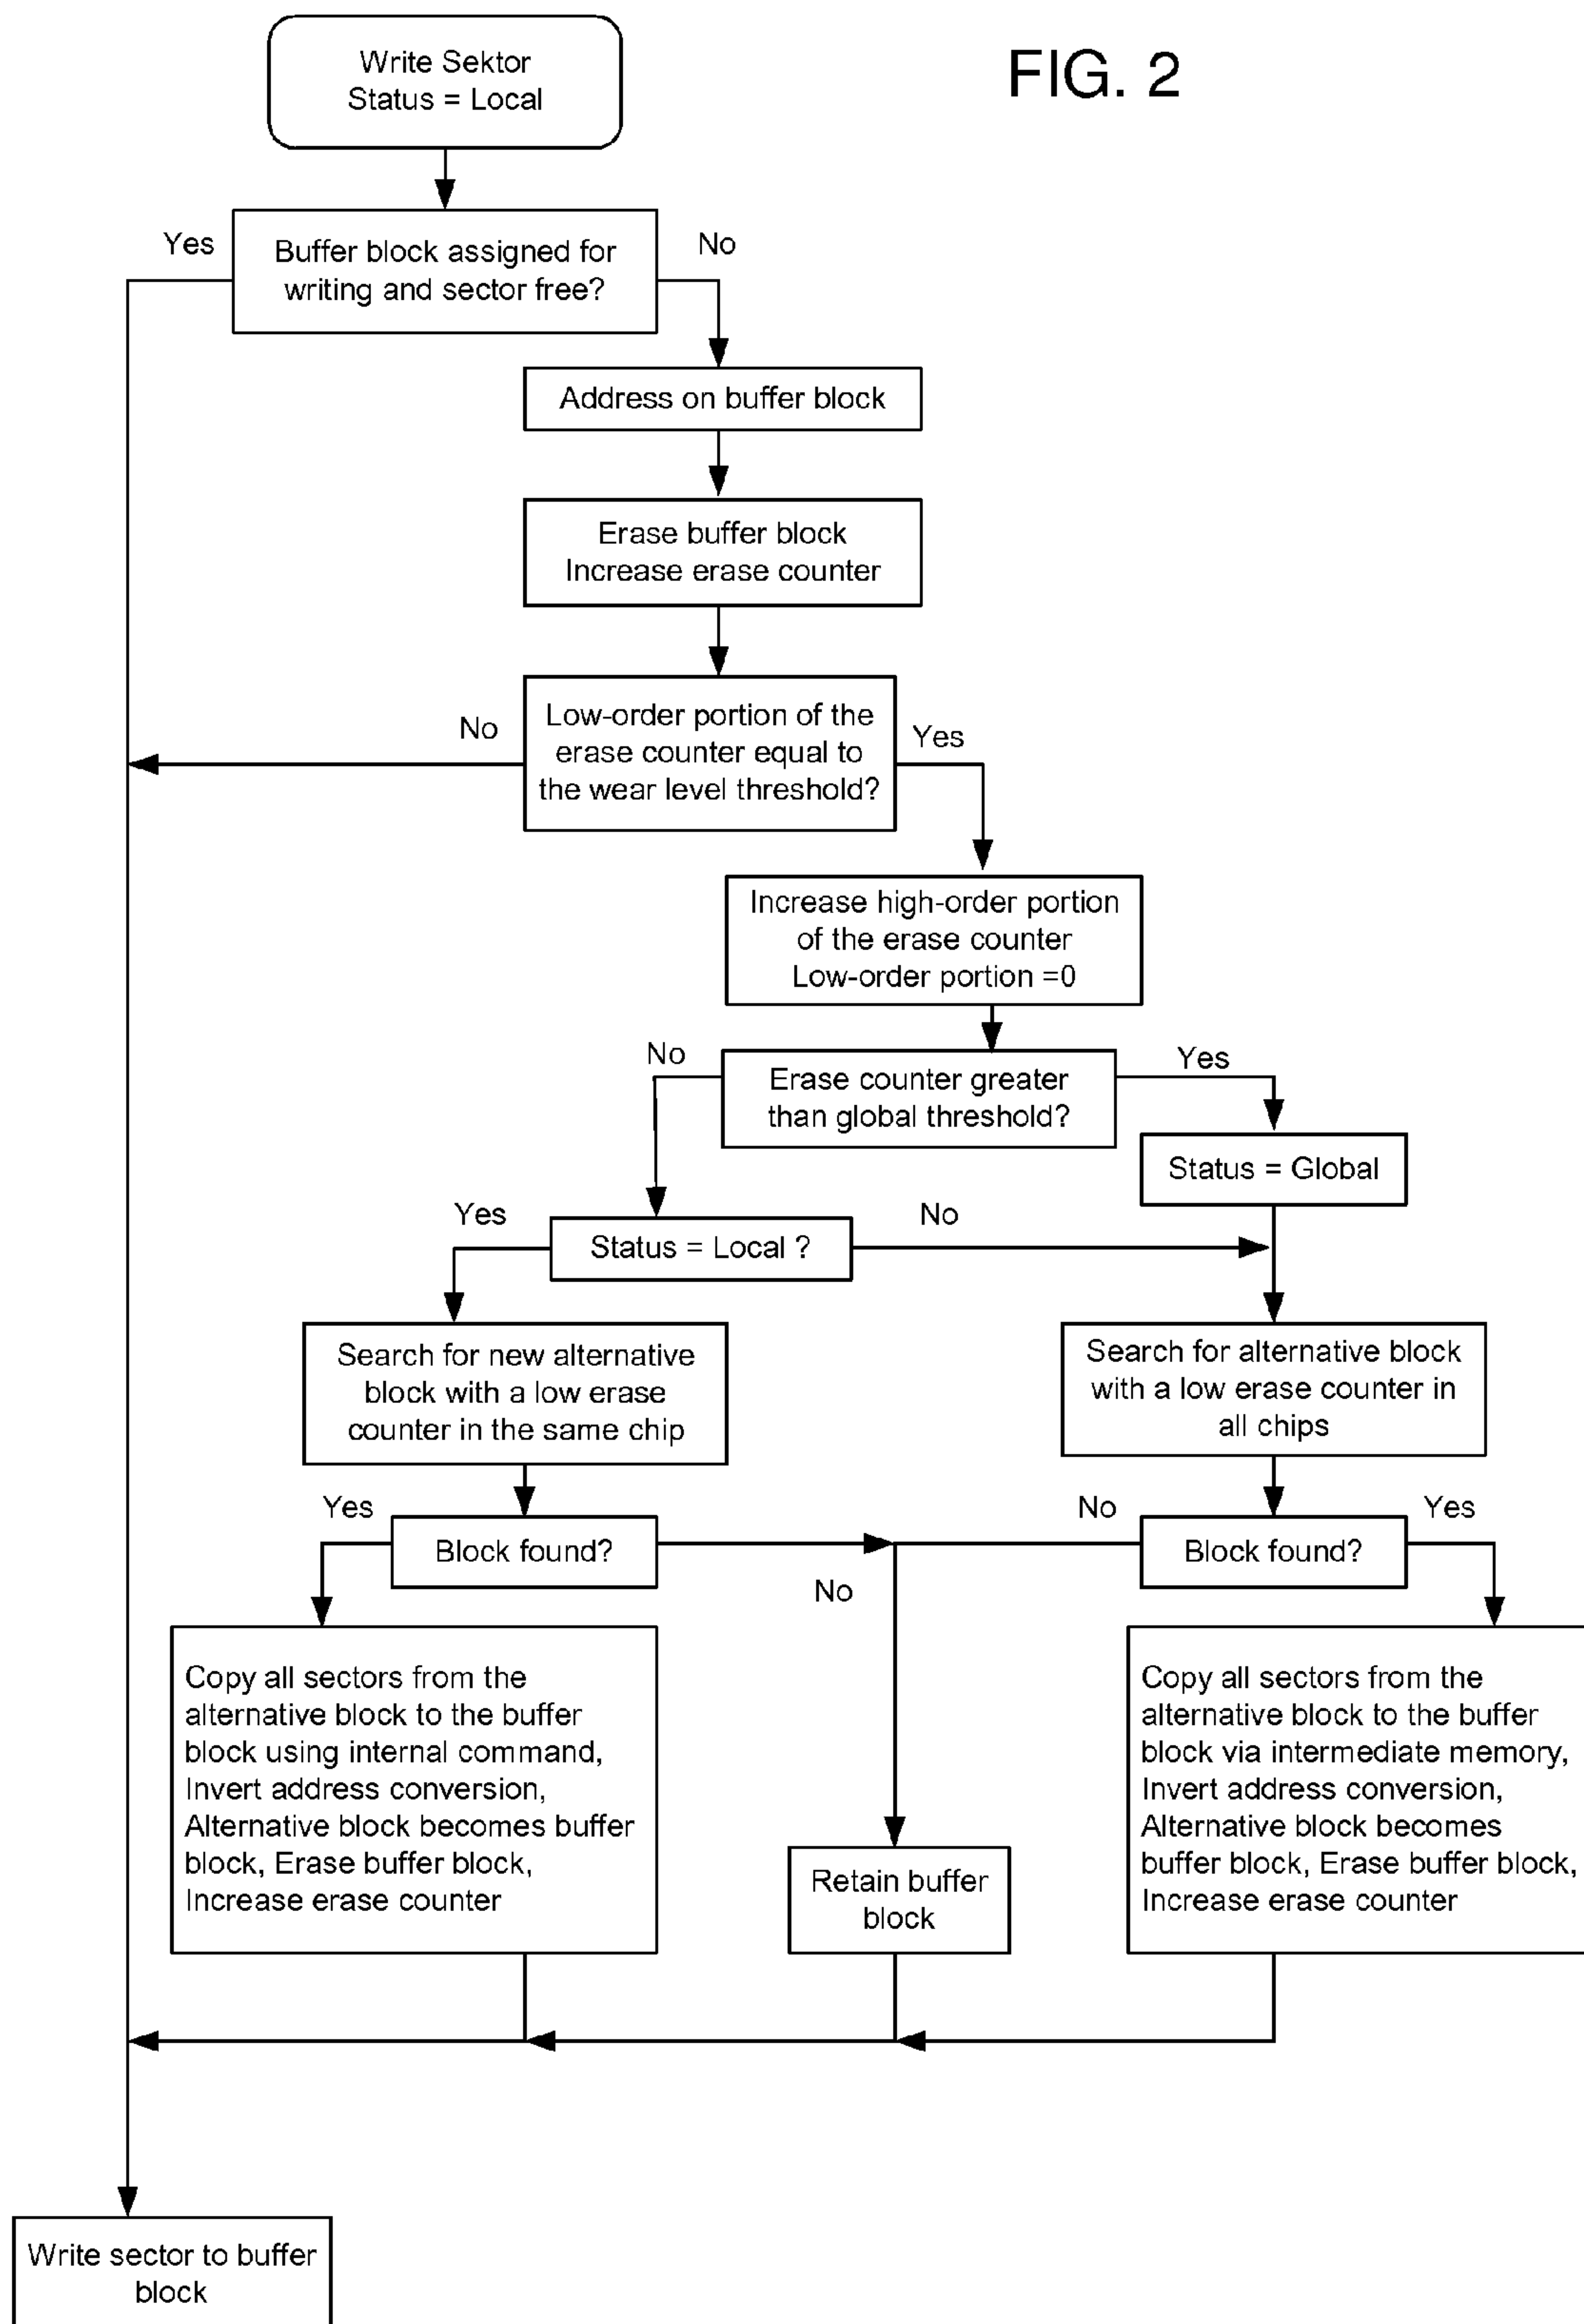 Write Sektor
Status = Local
FIG. 2
Yes
No
Buffer block assigned for
writing and sector free?
Address on buffer block
Erase buffer block
Increase erase counter
No
Low-order portion of the
erase counter equal to
the wear level threshold?
Yes
Increase high-order portion
of the erase counter
Low-order portion =0
No
Erase counter greater
than global threshold?
Yes
Status = Global
Yes
Status = Local ?
No
Search for new alternative
block with a low erase
counter in the same chip
Search for alternative block
with a low erase counter in
all chips
Yes
Block found?
No
No
Block found?
Yes
Copy all sectors from the
alternative block to the buffer
block using internal command,
Invert address conversion,
Alternative block becomes buffer
block, Erase buffer block,
Increase erase counter
Retain buffer
block
Copy all sectors from the
alternative block to the buffer
block via intermediate memory,
Invert address conversion,
Alternative block becomes
buffer block, Erase buffer block,
Increase erase counter
Write sector to buffer
block